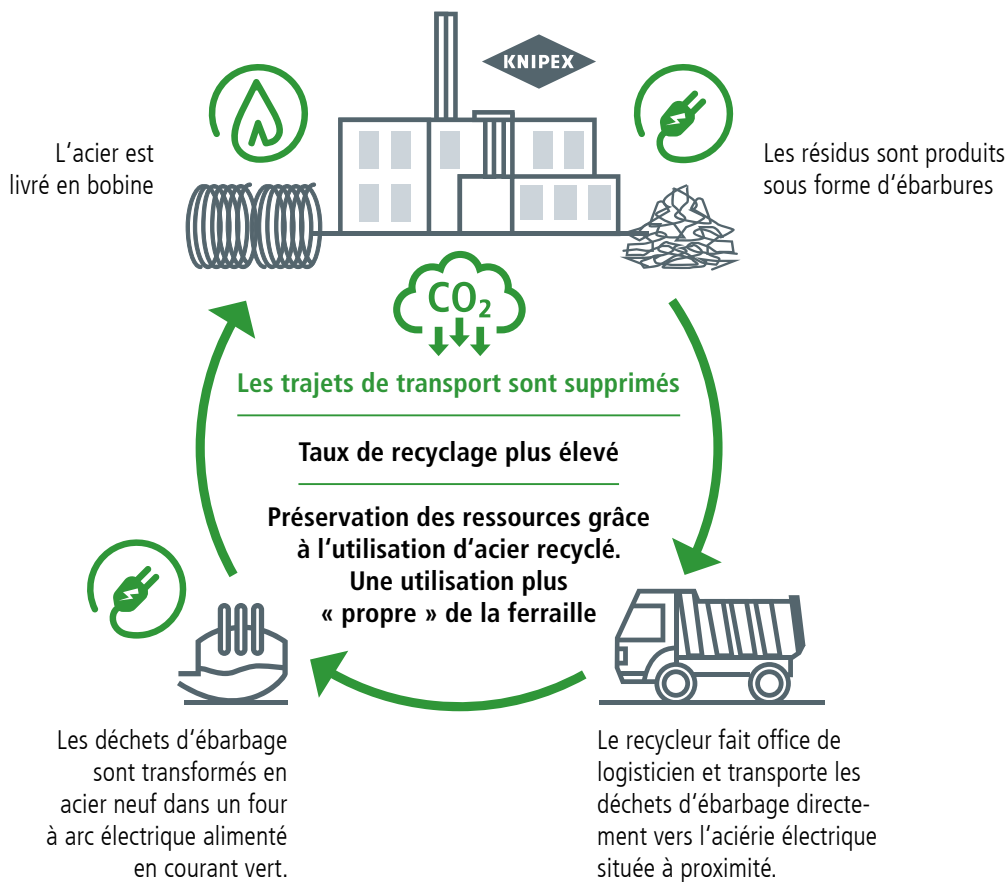 KNIPEX
L'acier est
livré en bobine
Les résidus sont produits
sous forme d'ébarbures
CO₂
Les trajets de transport sont supprimés
Taux de recyclage plus élevé
Préservation des ressources grâce
à l'utilisation d'acier recyclé.
Une utilisation plus
« propre » de la ferraille
Les déchets d'ébarbage
sont transformés en
acier neuf dans un four
à arc électrique alimenté
en courant vert.
Le recycleur fait office de
logisticien et transporte les
déchets d'ébarbage directe-
ment vers l'aciérie électrique
située à proximité.